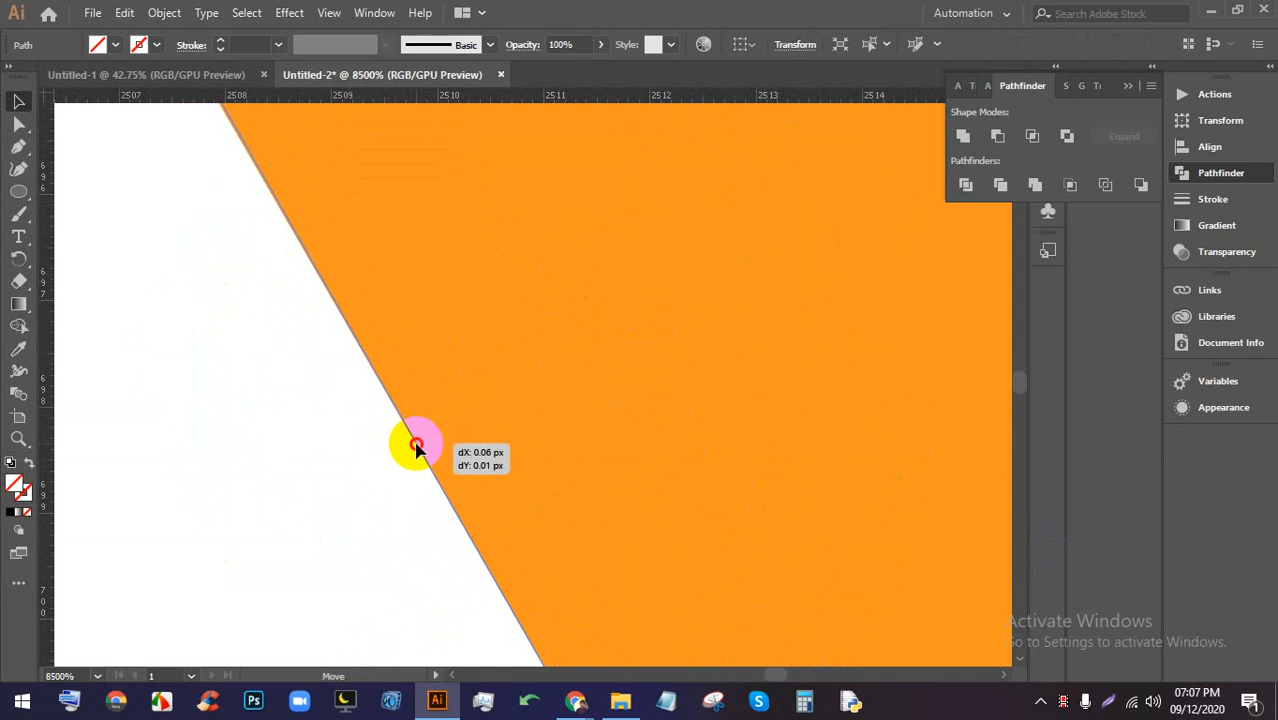 Ai File Edit Object Type Select Effect View Window Help Automation Search Adobe Stock
Path Stroke: Basic Opacity: 100% Style: Transform
Untitled-1 @ 42.75% (RGB/GPU Preview) Untitled-2* @ 8500% (RGB/GPU Preview)
2507 2508 2509 2510 2511 2512 2513 2514
Pathfinder
Shape Modes:
Expand
Pathfinders:
Actions
Transform
Align
Pathfinder
Stroke
Gradient
Transparency
Links
Libraries
Document Info
Variables
Appearance
dX: 0.06 px
dY: 0.01 px
Activate Windows
Go to Settings to activate Windows.
8500% 1 Move
Ps Ai
07:07 PM
09/12/2020